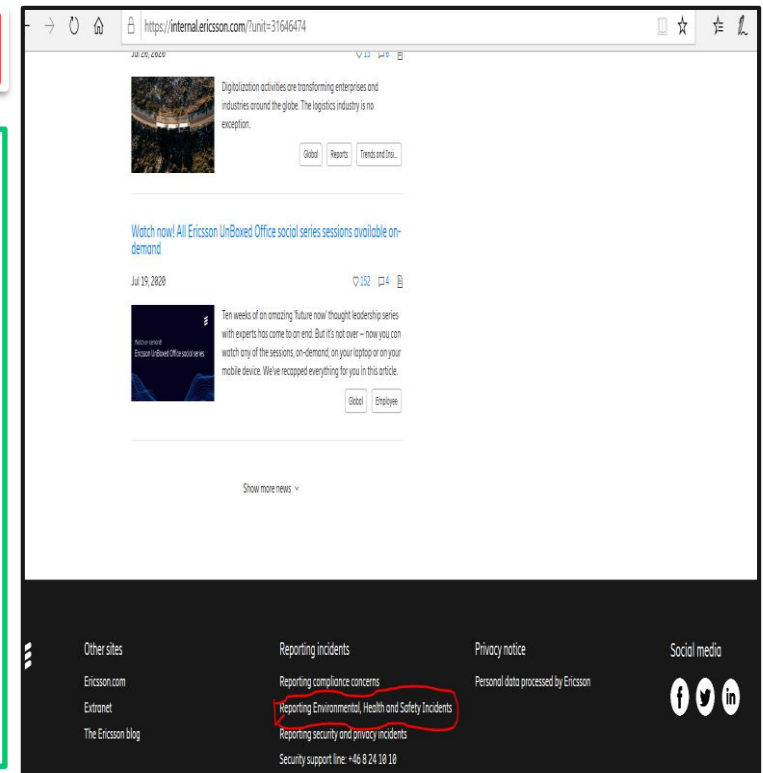 https://internal.ericsson.com/?unit=31646474
Jul 20, 2020
Digitalization activities are transforming enterprises and
industries around the globe. The logistics industry is no
exception.
Global Reports Trends and Insi...
Watch now! All Ericsson UnBoxed Office social series sessions available on-
demand
Jul 19, 2020 152 4
Ten weeks of an amazing 'future now' thought leadership series
with experts has come to an end. But it's not over – now you can
watch any of the sessions, on-demand, on your laptop or on your
mobile device. We've recapped everything for you in this article.
Watch on-demand!
Ericsson UnBoxed Office social series
Global Employee
Show more news
Other sites
Ericsson.com
Extranet
The Ericsson blog
Reporting incidents
Reporting compliance concerns
Reporting Environmental, Health and Safety Incidents
Reporting security and privacy incidents
Security support line: +46 8 24 10 10
Privacy notice
Personal data processed by Ericsson
Social media